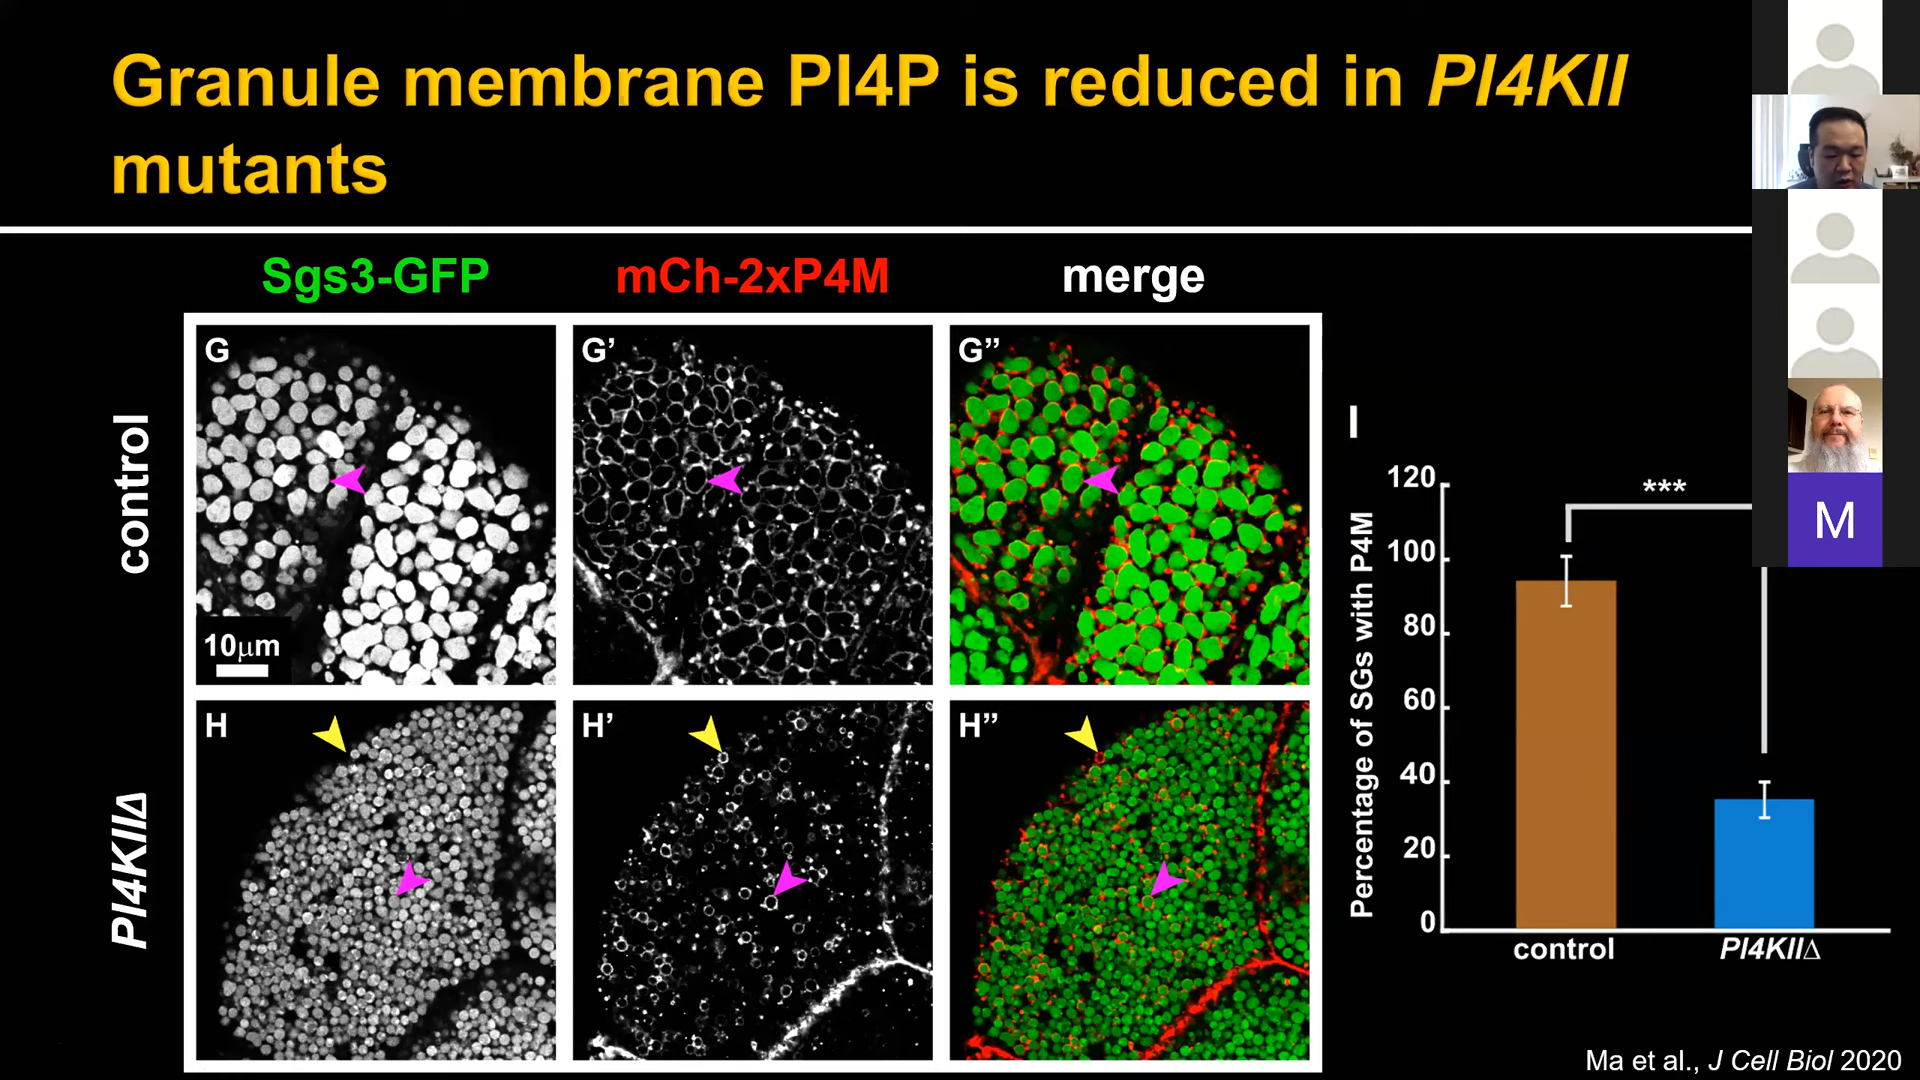 Granule membrane PI4P is reduced in PI4KII
mutants
Sgs3-GFP
mCh-2xP4M
merge
control
G
G’
G”
10μm
PI4KIIΔ
H
H’
H”
I
***
Percentage of SGs with P4M
120
100
80
60
40
20
0
control
PI4KIIΔ
M
Ma et al., J Cell Biol 2020